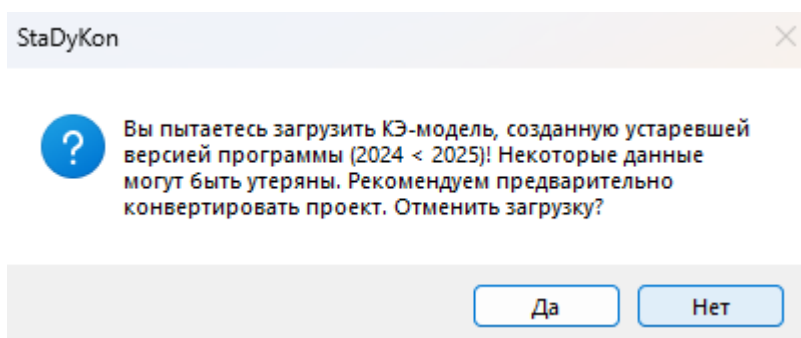 StaDyKon
Вы пытаетесь загрузить КЭ-модель, созданную устаревшей
версией программы (2024 < 2025)! Некоторые данные
могут быть утеряны. Рекомендуем предварительно
конвертировать проект. Отменить загрузку?
Да
Нет